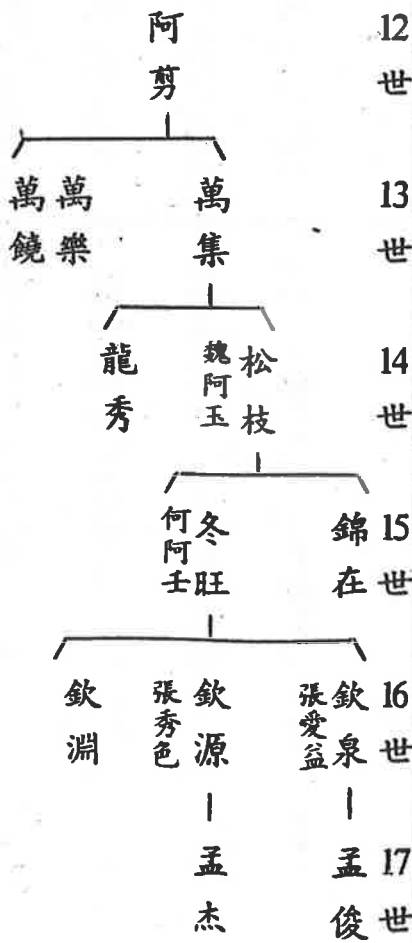 12世
阿剪
13世
萬集
萬樂
萬鐃
14世
松枝
魏阿玉
龍秀
15世
錦在
冬旺
何阿壬
16世
欽泉
張愛益
欽源
張秀色
欽淵
17世
孟俊
孟杰